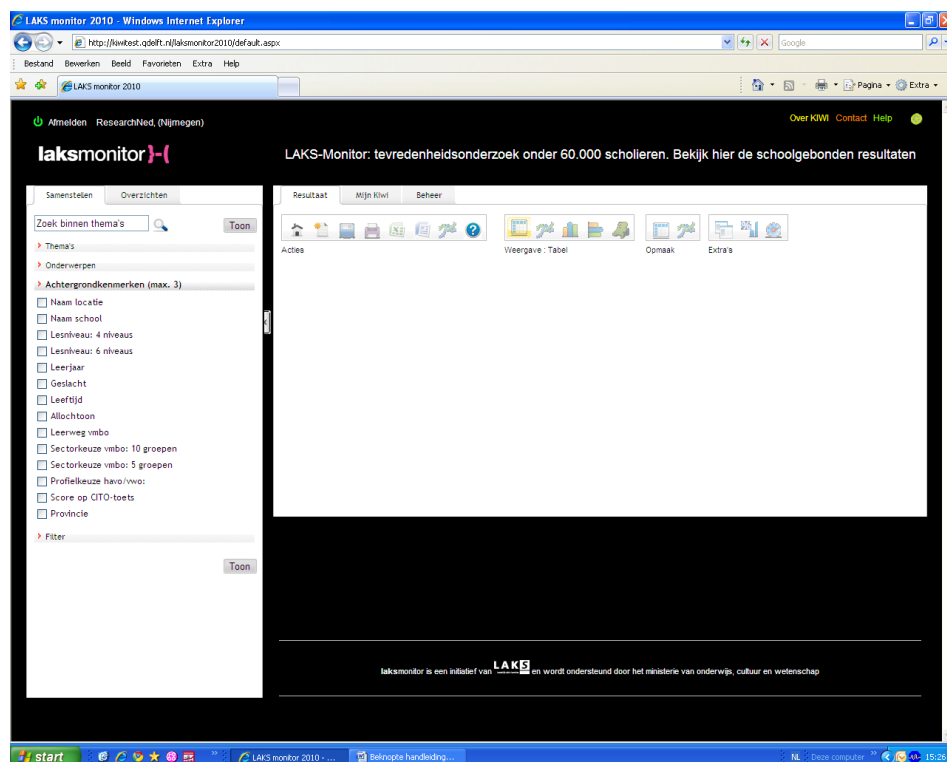 LAKS monitor 2010 - Windows Internet Explorer
http://kiwitest.qdelft.nl/laksmonitor2010/default.aspx
Google
Bestand Bewerken Beeld Favorieten Extra Help
LAKS monitor 2010
Pagina Extra
Afmelden ResearchNed, (Nijmegen)
Over KIWI Contact Help
laksmonitor }-{
LAKS-Monitor: tevredenheidsonderzoek onder 60.000 scholieren. Bekijk hier de schoolgebonden resultaten
Samenstelen Overzichten
Resultaat Mijn Kiwi Beheer
Zoek binnen thema's Toon
Acties Weergave : Tabel Opmaak Extra's
Thema's
Onderwerpen
Achtergrondkenmerken (max. 3)
Naam locatie
Naam school
Lesniveau: 4 niveaus
Lesniveau: 6 niveaus
Leerjaar
Geslacht
Leeftijd
Allochtoon
Leerweg vmbo
Sectorkeuze vmbo: 10 groepen
Sectorkeuze vmbo: 5 groepen
Profielkeuze havo/vwo:
Score op CITO-toets
Provincie
Filter
Toon
laksmonitor is een initiatief van LAKS en wordt ondersteund door het ministerie van onderwijs, cultuur en wetenschap
start LAKS monitor 2010 - ... Beknopte handleiding... NL Deze computer 15:26